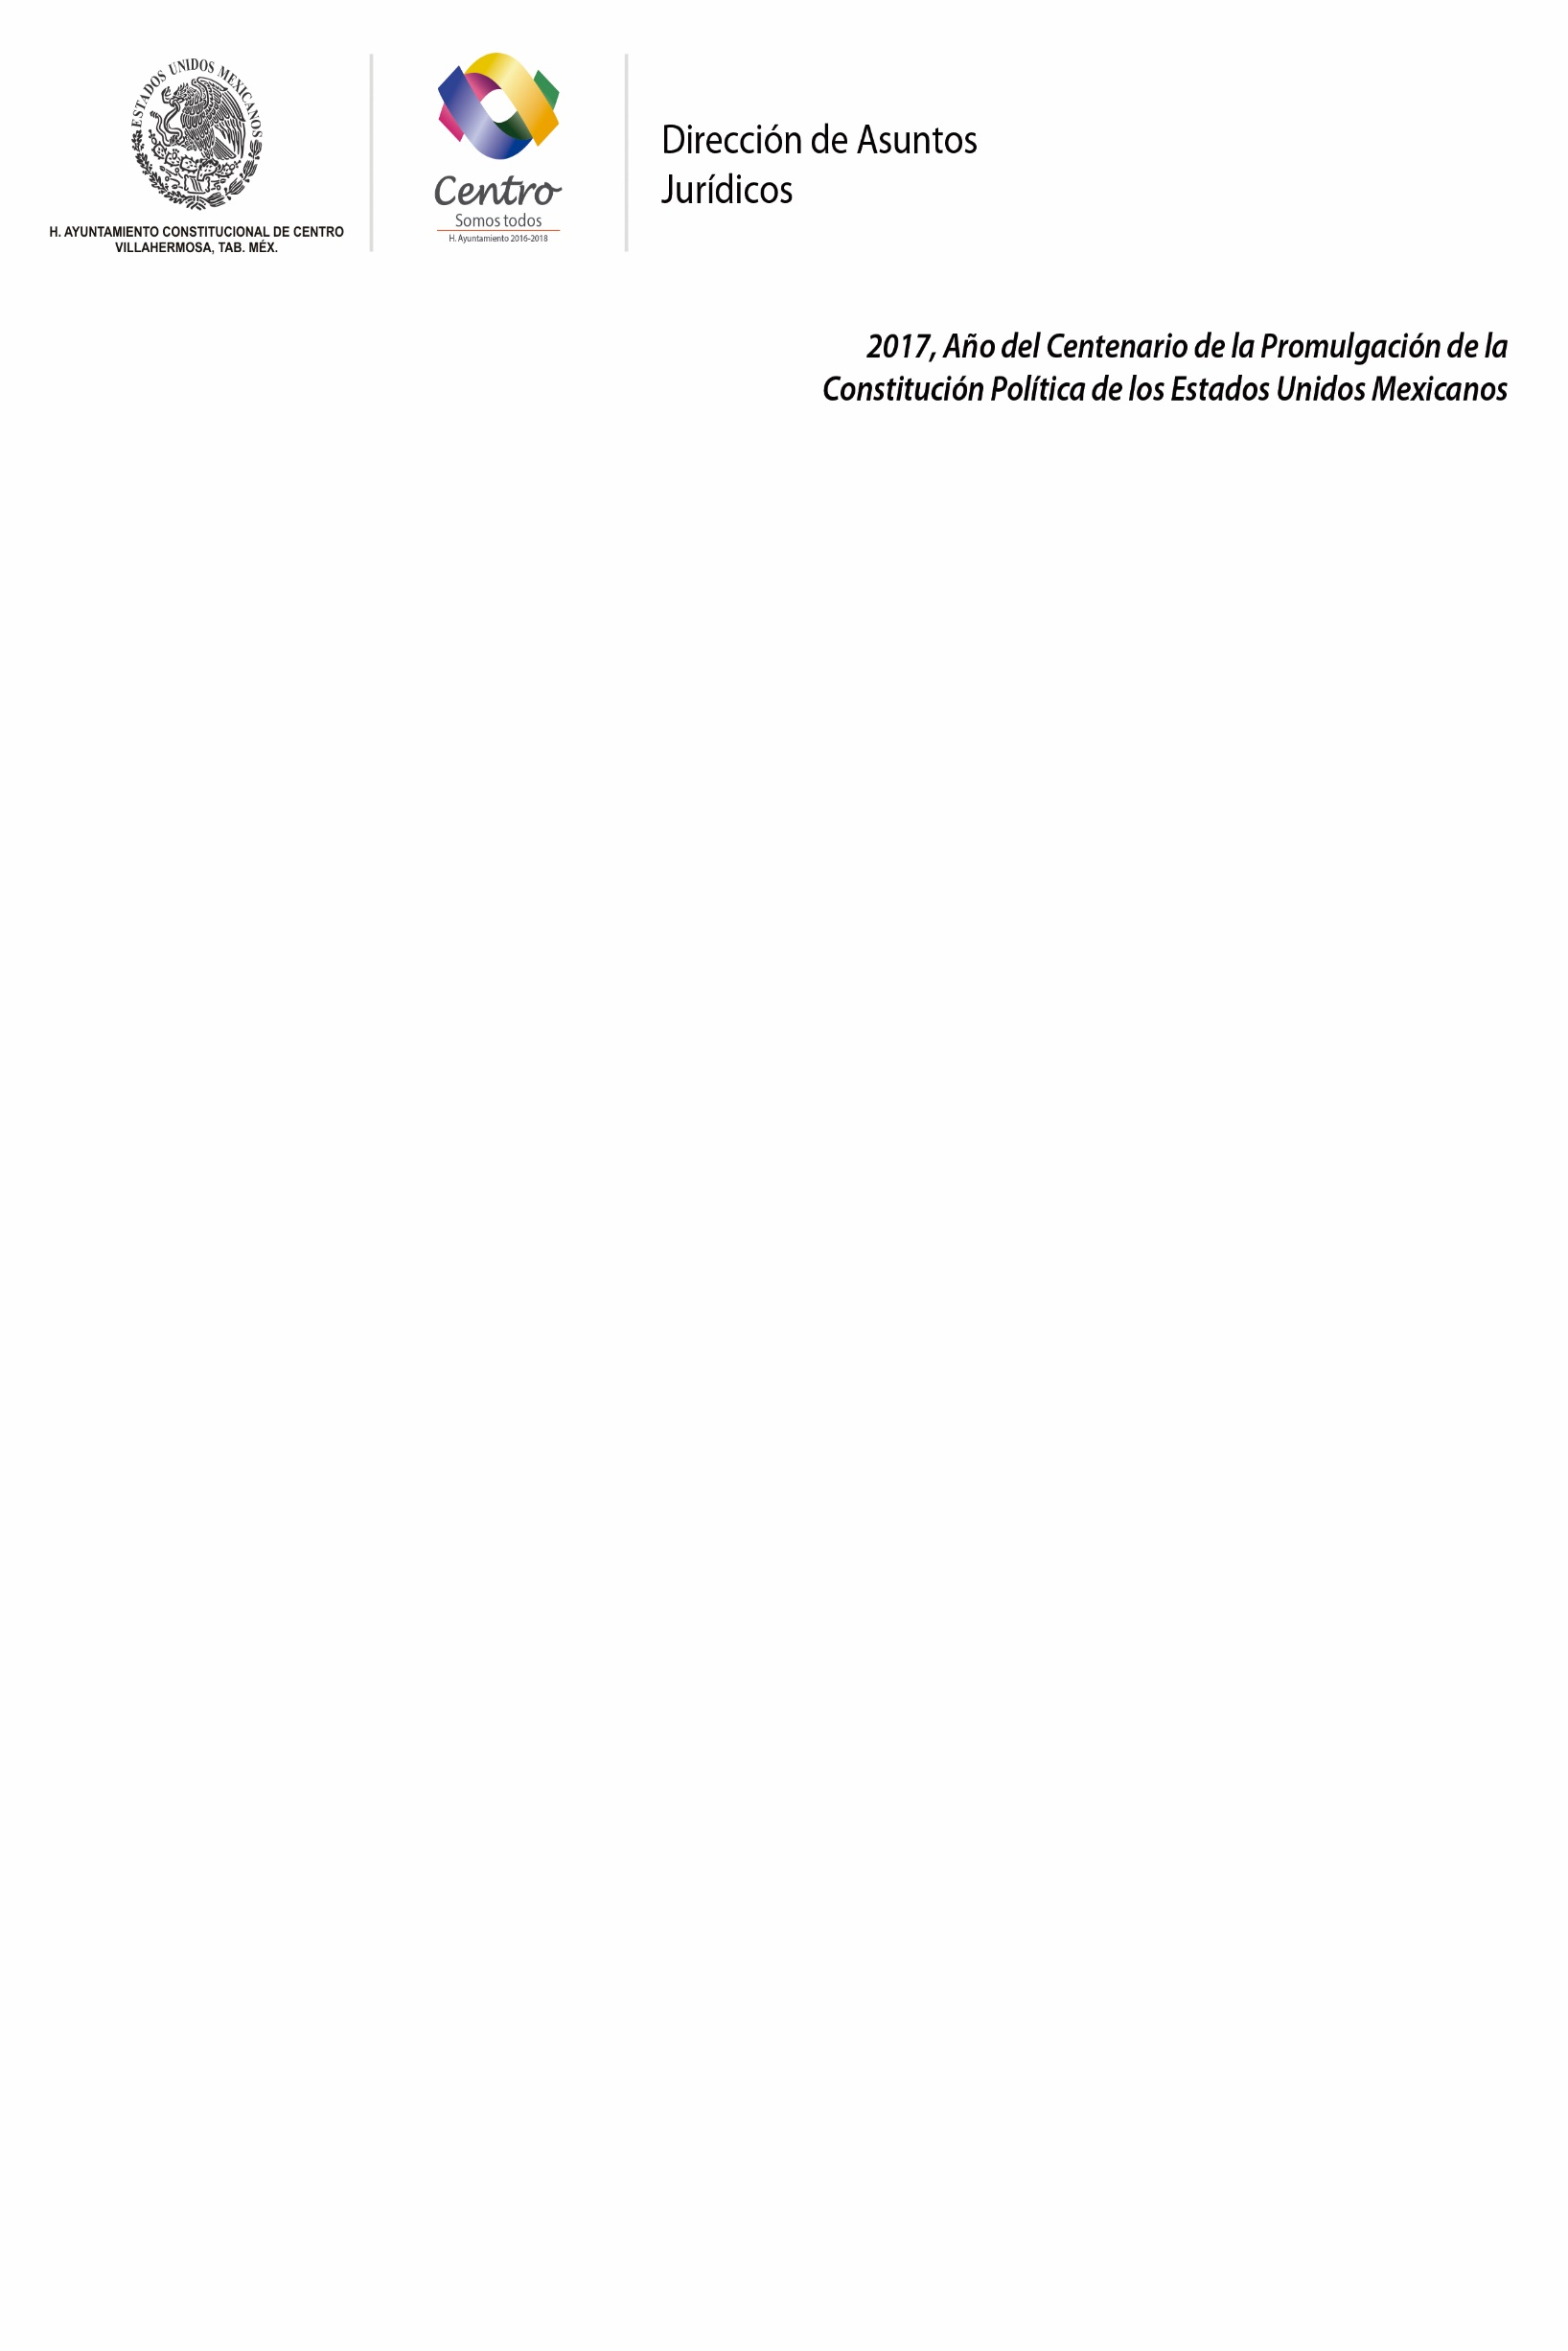 ESTADOS UNIDOS MEXICANOS
H. AYUNTAMIENTO CONSTITUCIONAL DE CENTRO
VILLAHERMOSA, TAB. MÉX.
Centro
Somos todos
H. Ayuntamiento 2016-2018
Dirección de Asuntos
Jurídicos
2017, Año del Centenario de la Promulgación de la
Constitución Política de los Estados Unidos Mexicanos